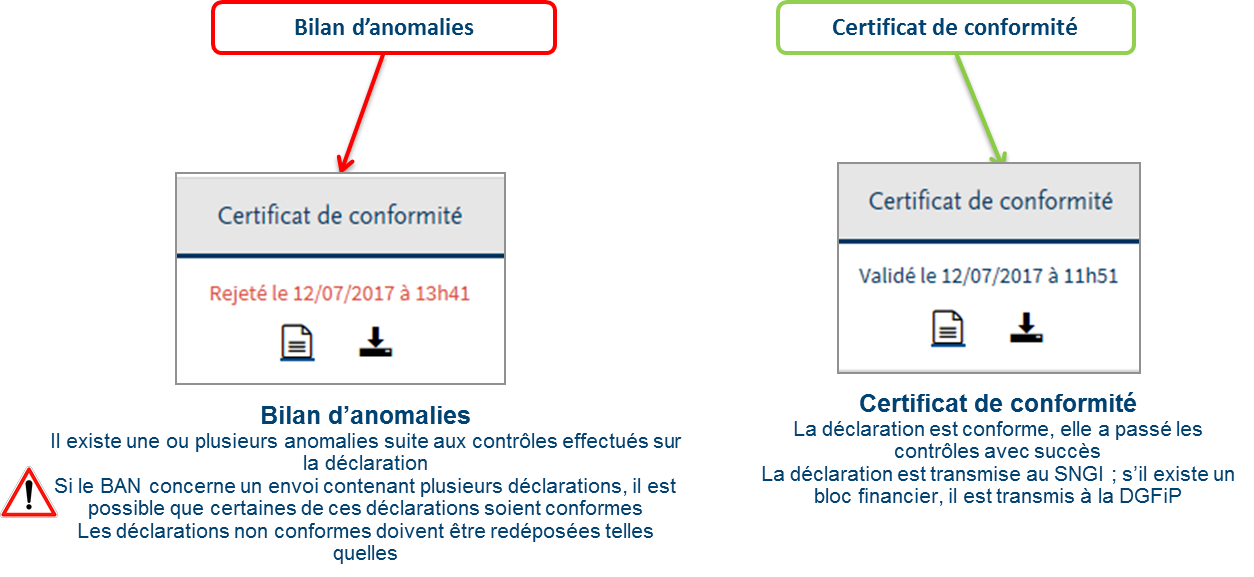 Bilan d’anomalies
Certificat de conformité
Certificat de conformité
Rejeté le 12/07/2017 à 13h41
Certificat de conformité
Validé le 12/07/2017 à 11h51
Bilan d’anomalies
Il existe une ou plusieurs anomalies suite aux contrôles effectués sur
la déclaration
Si le BAN concerne un envoi contenant plusieurs déclarations, il est
possible que certaines de ces déclarations soient conformes
Les déclarations non conformes doivent être redéposées telles
quelles
Certificat de conformité
La déclaration est conforme, elle a passé les
contrôles avec succès
La déclaration est transmise au SNGI ; s’il existe un
bloc financier, il est transmis à la DGFiP